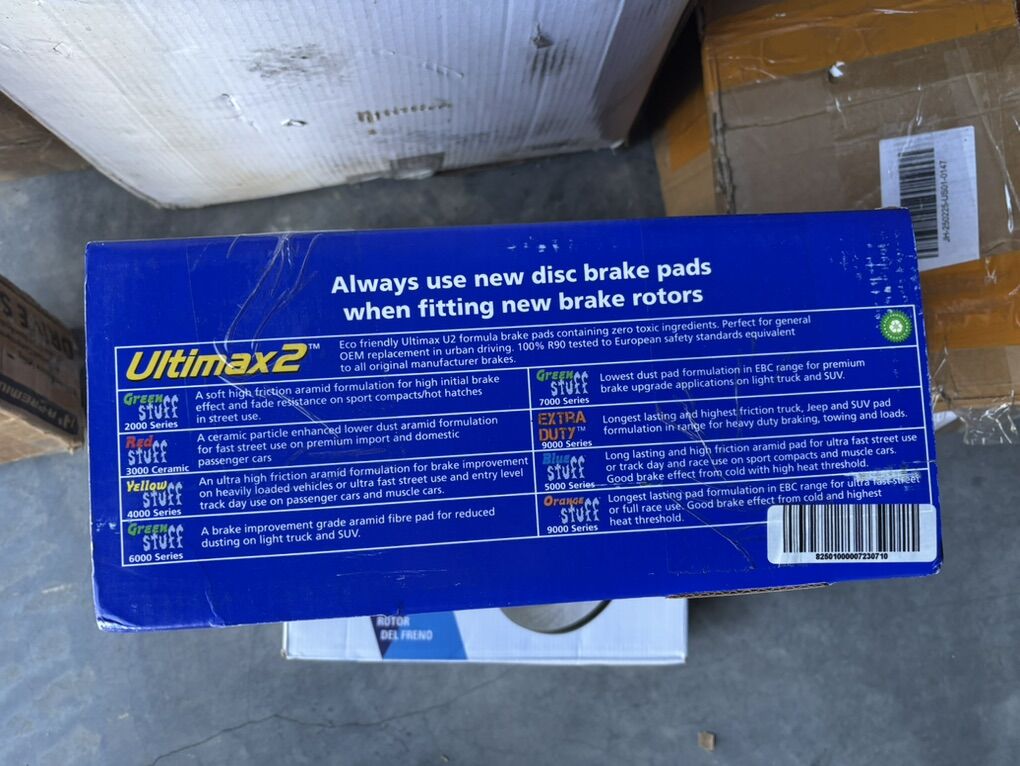 JH-250225-US01-0147
Always use new disc brake pads
when fitting new brake rotors
Ultimax2™
Eco friendly Ultimax U2 formula brake pads containing zero toxic ingredients. Perfect for general
OEM replacement in urban driving. 100% R90 tested to European safety standards equivalent
to all original manufacturer brakes.
Green Stuff
2000 Series
A soft high friction aramid formulation for high initial brake
effect and fade resistance on sport compacts/hot hatches
in street use.
Red Stuff
3000 Ceramic
A ceramic particle enhanced lower dust aramid formulation
for fast street use on premium import and domestic
passenger cars
Yellow Stuff
4000 Series
An ultra high friction aramid formulation for brake improvement
on heavily loaded vehicles or ultra fast street use and entry level
track day use on passenger cars and muscle cars.
Green Stuff
6000 Series
A brake improvement grade aramid fibre pad for reduced
dusting on light truck and SUV.
Green Stuff
7000 Series
Lowest dust pad formulation in EBC range for premium
brake upgrade applications on light truck and SUV.
EXTRA
DUTY™
9000 Series
Longest lasting and highest friction truck, Jeep and SUV pad
formulation in range for heavy duty braking, towing and loads.
Blue Stuff
5000 Series
Long lasting and high friction aramid pad for ultra fast street use
or track day and race use on sport compacts and muscle cars.
Good brake effect from cold with high heat threshold.
Orange Stuff
9000 Series
Longest lasting pad formulation in EBC range for ultra fast street
or full race use. Good brake effect from cold and highest
heat threshold.
82501000007230710
ROTOR
DEL FRENO